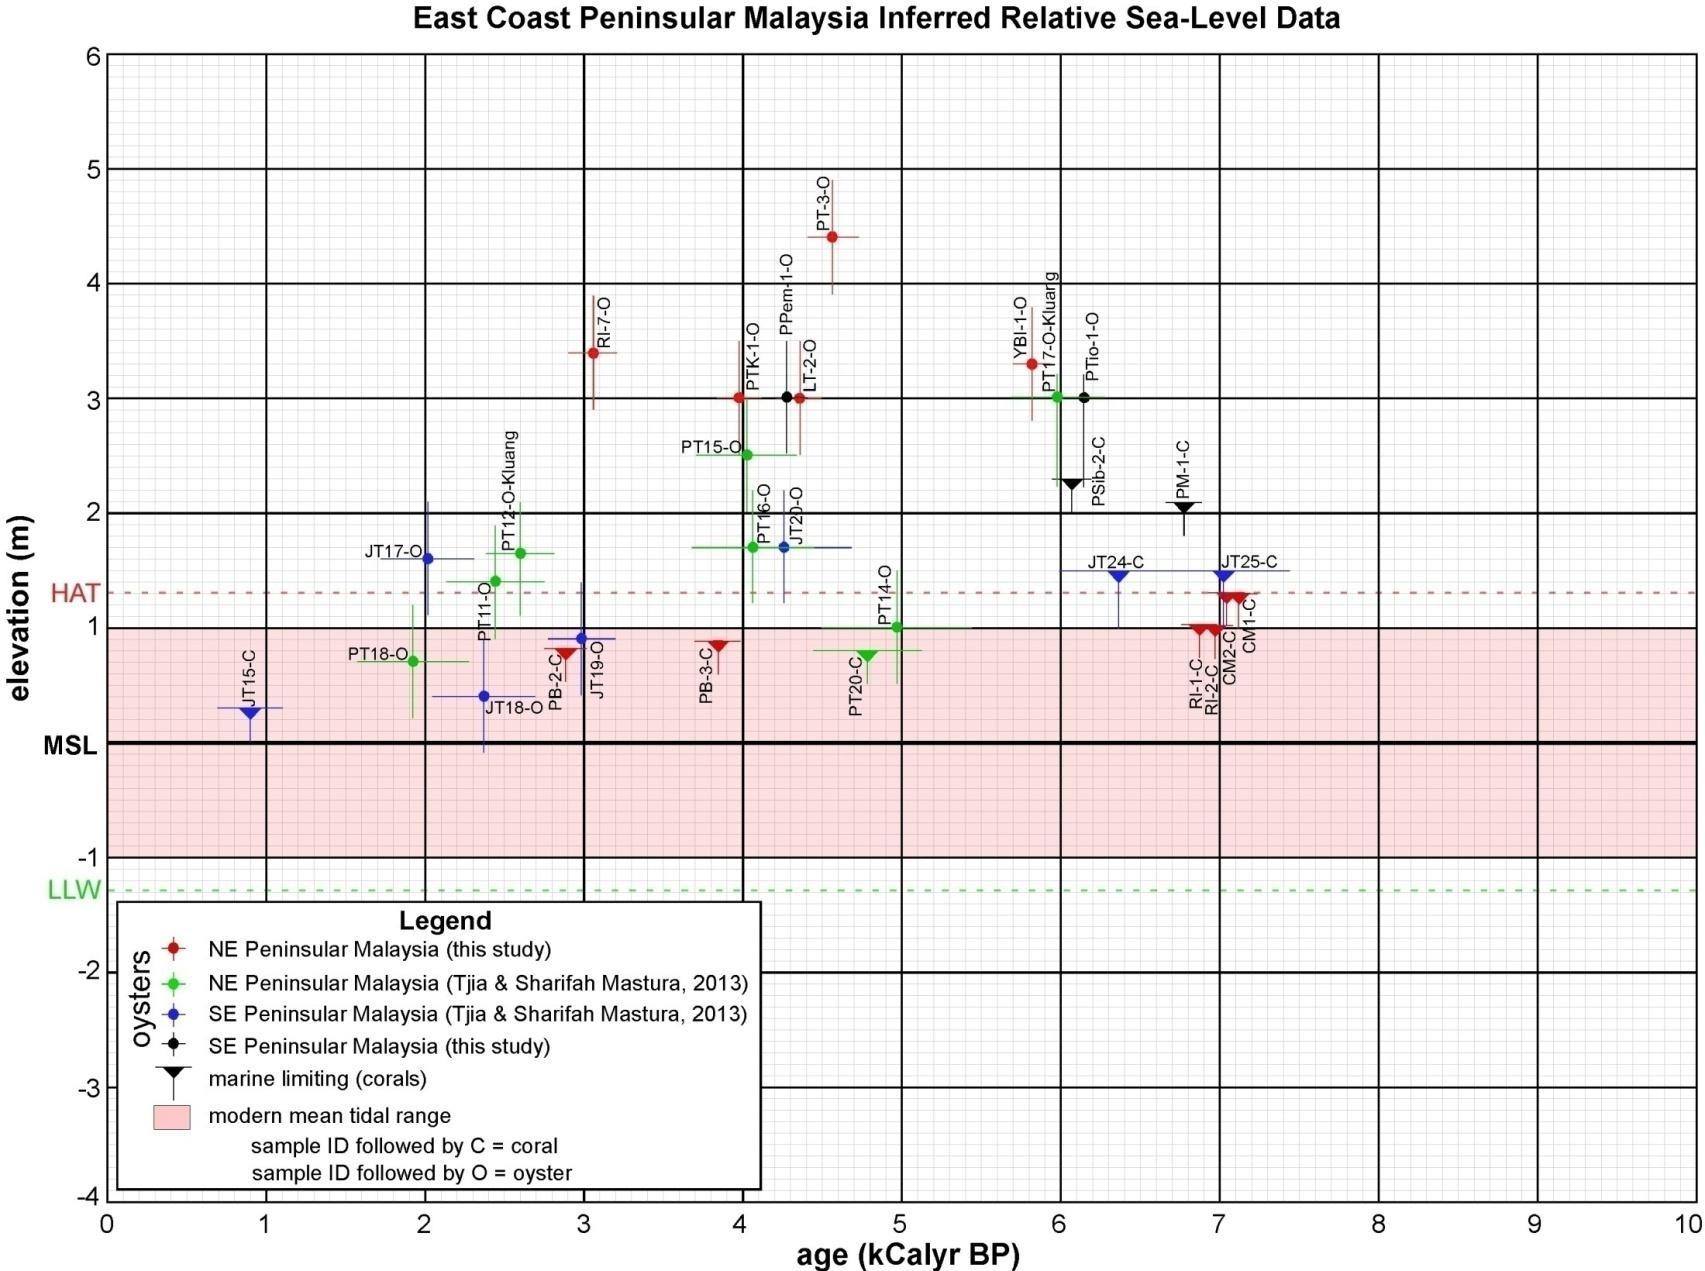 East Coast Peninsular Malaysia Inferred Relative Sea-Level Data
elevation (m)
6
5
4
3
2
HAT
1
MSL
-1
LLW
-2
-3
-4
PT-3-O
PPem-1-O
RI-7-O
PTK-1-O
LT-2-O
YBI-1-O
PT17-O-Kluang
PTio-1-O
PT15-O
PSib-2-C
PM-1-C
PT12-O-Kluang
JT17-O
PT16-O
JT20-O
JT24-C
JT25-C
PT11-O
PT14-O
PT18-O
JT15-C
JT18-O
PB-2-C
JT19-O
PB-3-C
PT20-C
RI-1-C
RI-2-C
CM2-C
CM1-C
Legend
oysters
NE Peninsular Malaysia (this study)
NE Peninsular Malaysia (Tjia & Sharifah Mastura, 2013)
SE Peninsular Malaysia (Tjia & Sharifah Mastura, 2013)
SE Peninsular Malaysia (this study)
marine limiting (corals)
modern mean tidal range
sample ID followed by C = coral
sample ID followed by O = oyster
0 1 2 3 4 5 6 7 8 9 10
age (kCalyr BP)